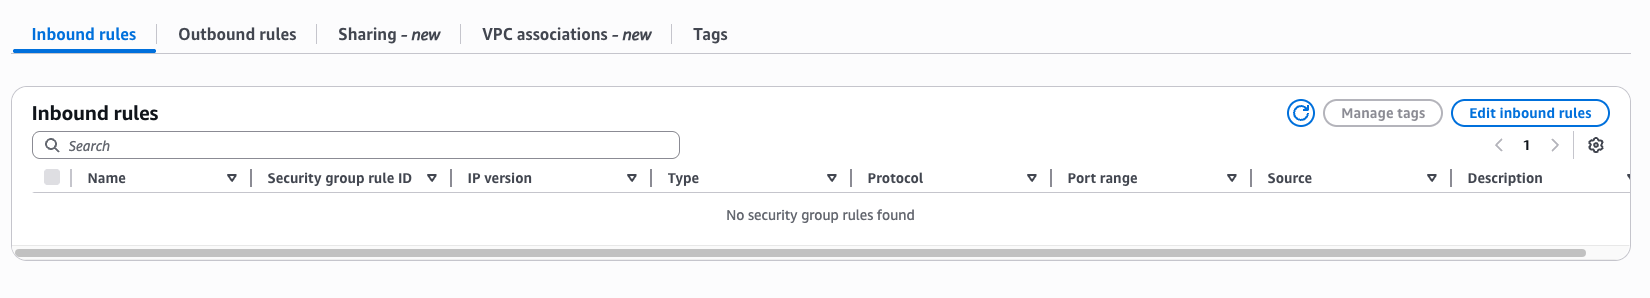 Inbound rules Outbound rules Sharing - new VPC associations - new Tags
Inbound rules
Manage tags Edit inbound rules
Search
1
Name Security group rule ID IP version Type Protocol Port range Source Description
No security group rules found